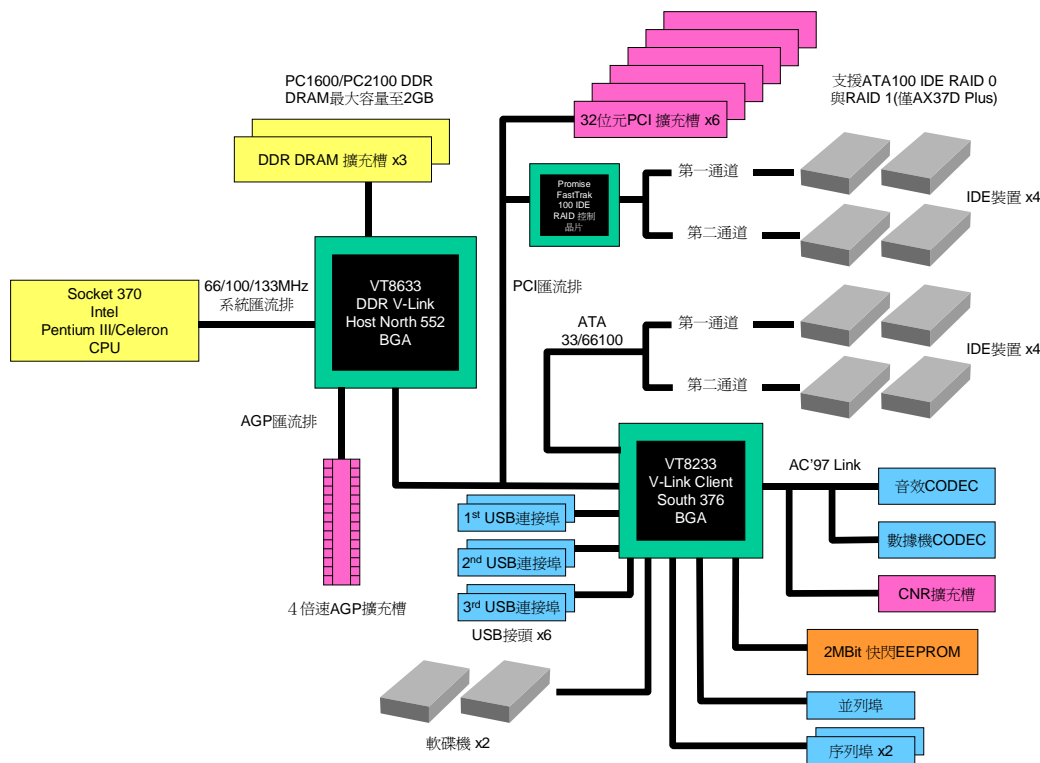 PC1600/PC2100 DDR
DRAM最大容量至2GB
DDR DRAM 擴充槽 x3
32位元PCI 擴充槽 x6
支援ATA100 IDE RAID 0
與RAID 1(僅AX37D Plus)
Promise
FastTrak
100 IDE
RAID 控制
晶片
第一通道
第二通道
IDE裝置 x4
Socket 370
Intel
Pentium III/Celeron
CPU
66/100/133MHz
系統匯流排
VT8633
DDR V-Link
Host North 552
BGA
PCI匯流排
ATA
33/66100
第一通道
第二通道
IDE裝置 x4
AGP匯流排
4倍速AGP擴充槽
VT8233
V-Link Client
South 376
BGA
AC'97 Link
音效CODEC
數據機CODEC
CNR擴充槽
1st USB連接埠
2nd USB連接埠
3rd USB連接埠
USB接頭 x6
2MBit 快閃EEPROM
軟碟機 x2
並列埠
序列埠 x2